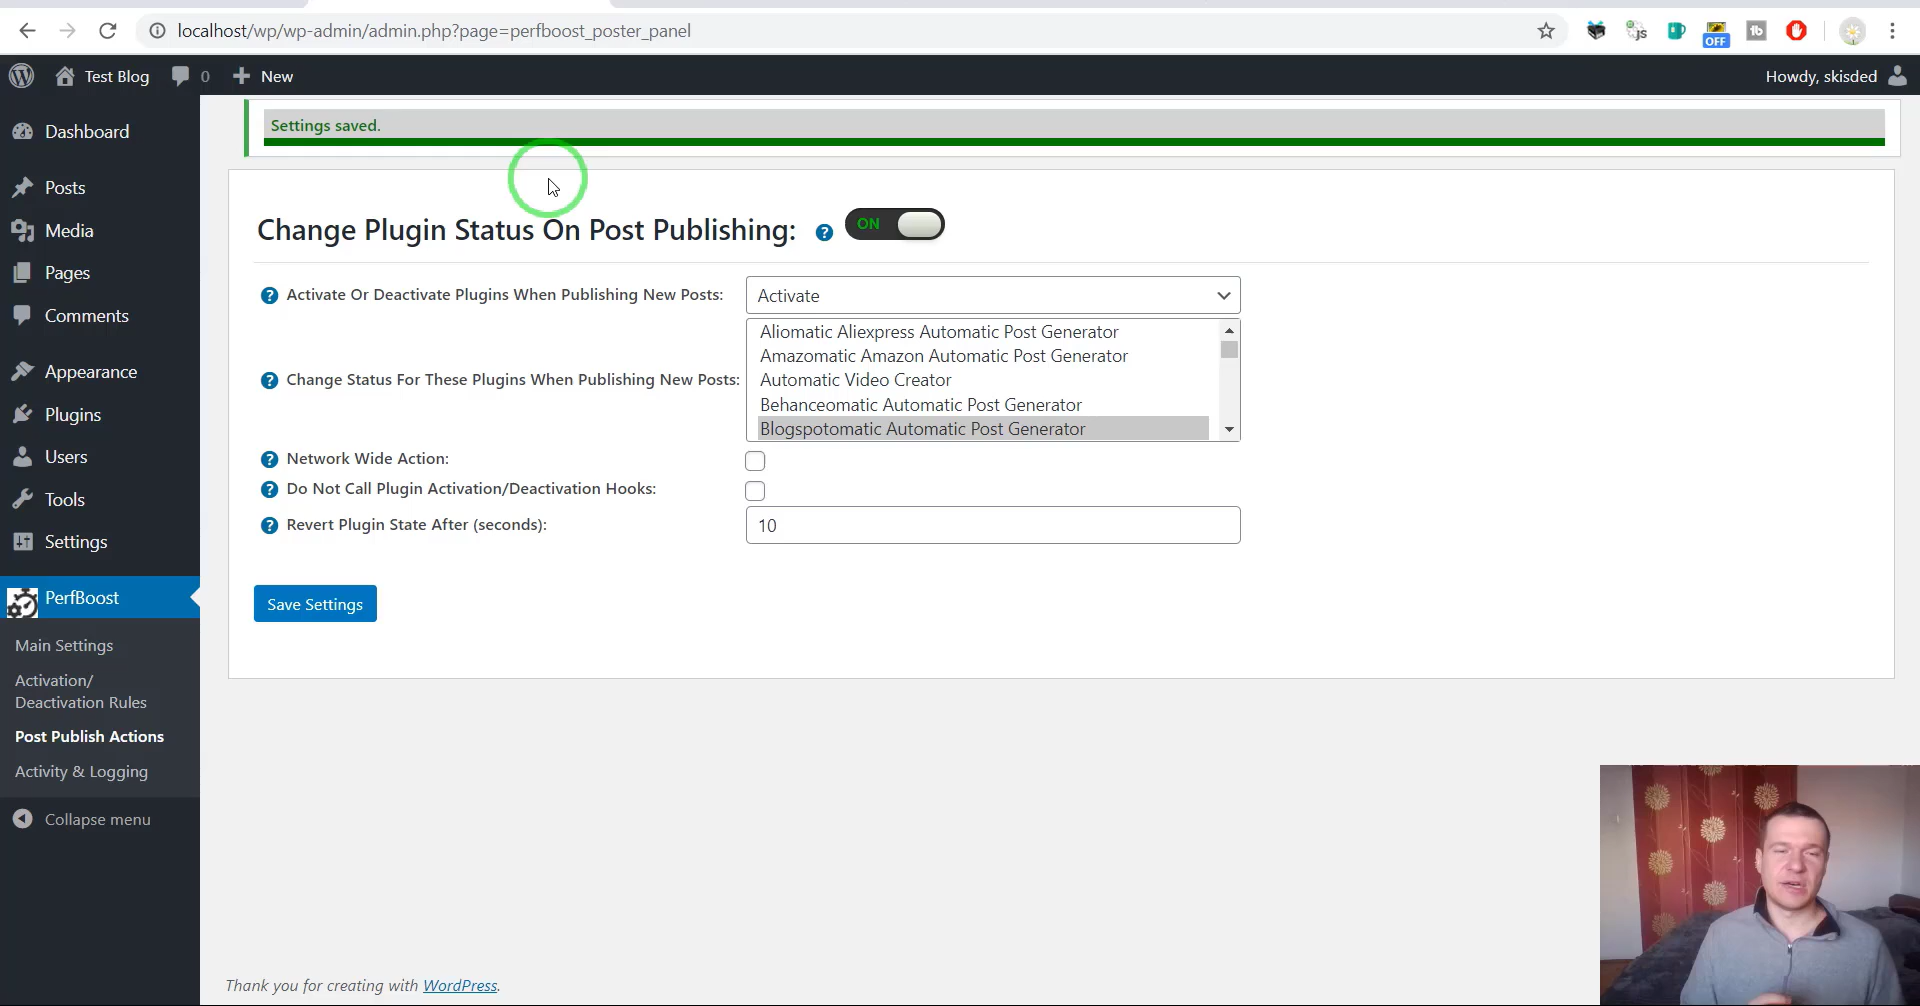 localhost/wp/wp-admin/admin.php?page=perfboost_poster_panel
js
OFF
tb
Test Blog
0
New
Howdy, skisded
Dashboard
Posts
Media
Pages
Comments
Appearance
Plugins
Users
Tools
Settings
PerfBoost
Main Settings
Activation/
Deactivation Rules
Post Publish Actions
Activity & Logging
Collapse menu
Settings saved.
Change Plugin Status On Post Publishing:
ON
Activate Or Deactivate Plugins When Publishing New Posts:
Activate
Change Status For These Plugins When Publishing New Posts:
Aliomatic Aliexpress Automatic Post Generator
Amazomatic Amazon Automatic Post Generator
Automatic Video Creator
Behanceomatic Automatic Post Generator
Blogspotomatic Automatic Post Generator
Network Wide Action:
Do Not Call Plugin Activation/Deactivation Hooks:
Revert Plugin State After (seconds):
10
Save Settings
Thank you for creating with WordPress.